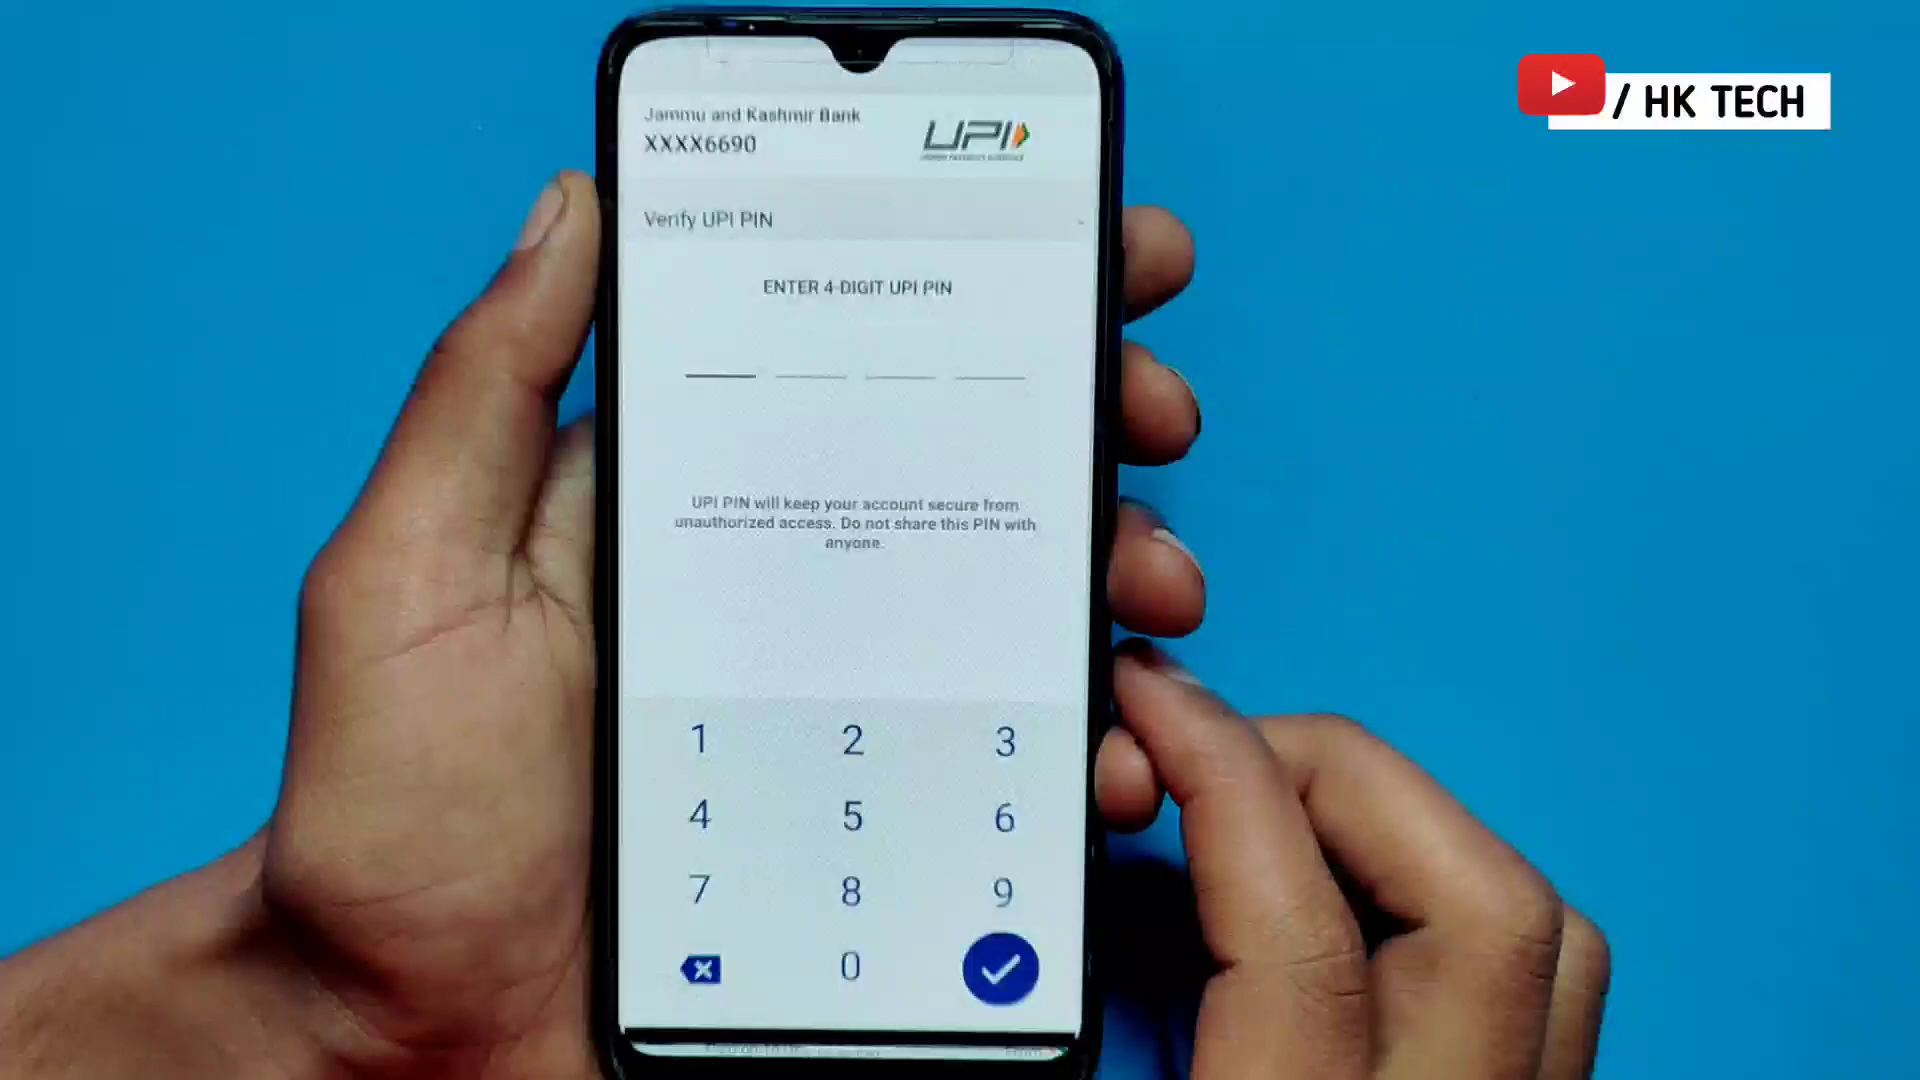 / HK TECH
Jammu and Kashmir Bank
XXXX6690
UPI
Verify UPI PIN
ENTER 4-DIGIT UPI PIN
UPI PIN will keep your account secure from
unauthorized access. Do not share this PIN with
anyone.
1 2 3
4 5 6
7 8 9
0